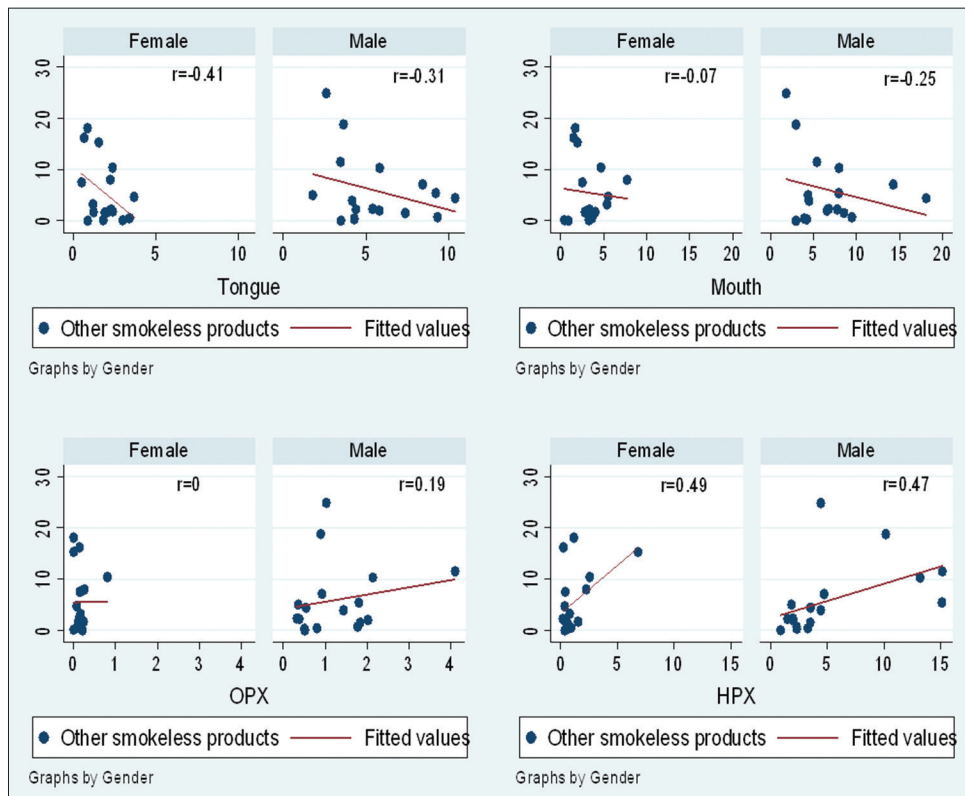 Female Male
r=-0.41 r=-0.31
30
20
10
0
0 5 10 0 5 10
Tongue
Other smokeless products Fitted values
Graphs by Gender
Female Male
r=-0.07 r=-0.25
30
20
10
0
0 5 10 15 20 0 5 10 15 20
Mouth
Other smokeless products Fitted values
Graphs by Gender
Female Male
r=0 r=0.19
30
20
10
0
0 1 2 3 4 0 1 2 3 4
OPX
Other smokeless products Fitted values
Graphs by Gender
Female Male
r=0.49 r=0.47
30
20
10
0
0 5 10 15 0 5 10 15
HPX
Other smokeless products Fitted values
Graphs by Gender